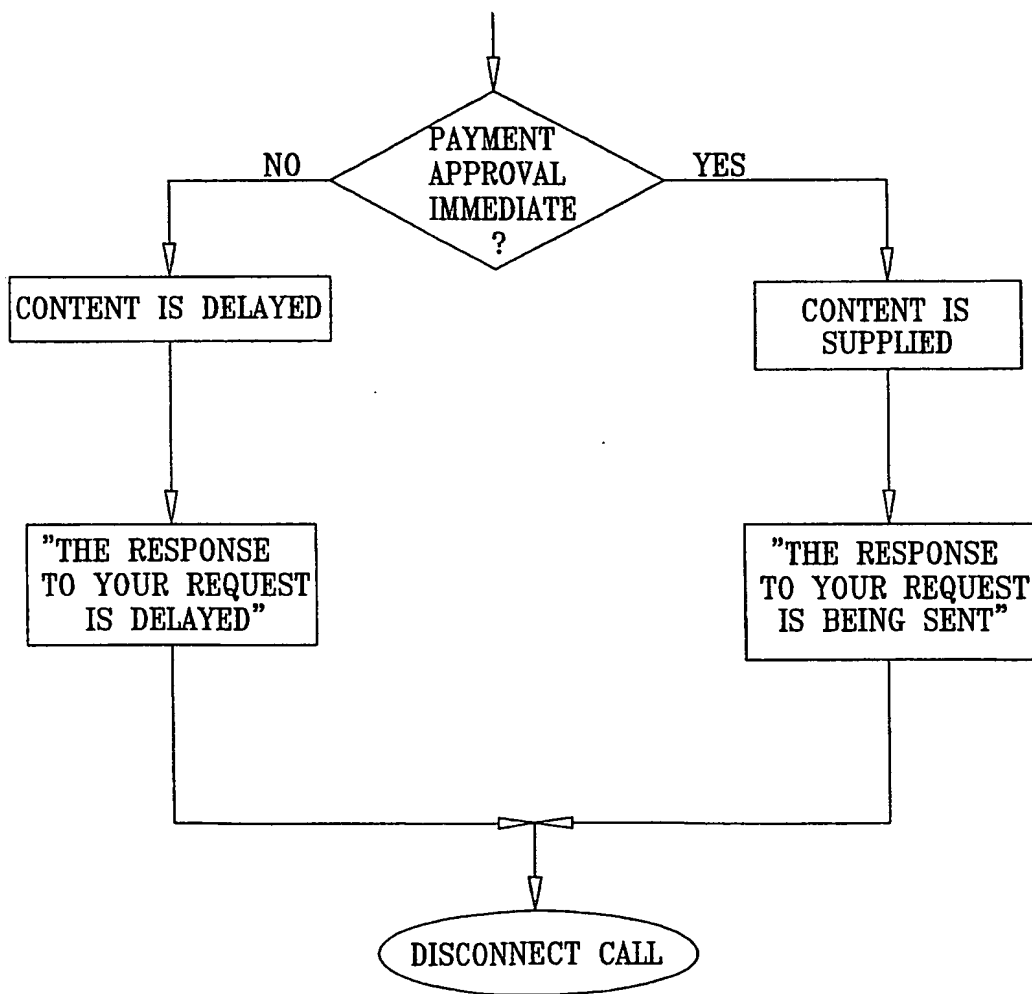 PAYMENT
APPROVAL
IMMEDIATE
?
NO
YES
CONTENT IS DELAYED
CONTENT IS
SUPPLIED
"THE RESPONSE
TO YOUR REQUEST
IS DELAYED"
"THE RESPONSE
TO YOUR REQUEST
IS BEING SENT"
DISCONNECT CALL